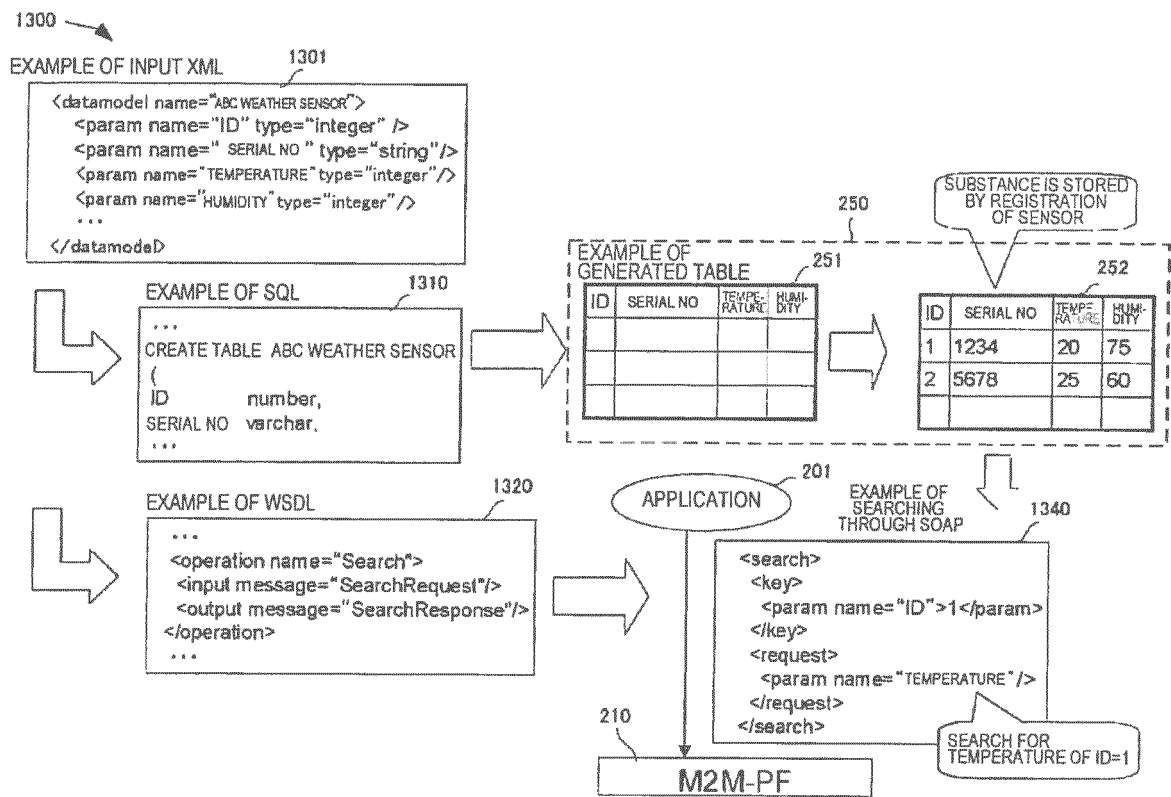 1300
EXAMPLE OF INPUT XML
1301
<datamodel name="ABC WEATHER SENSOR">
<param name="ID" type="integer" />
<param name=" SERIAL NO " type="string"/>
<param name="TEMPERATURE" type="integer"/>
<param name="HUMIDITY" type="integer"/>
...
</datamodel>
EXAMPLE OF SQL
1310
...
CREATE TABLE ABC WEATHER SENSOR
(
ID number,
SERIAL NO varchar,
...
250
SUBSTANCE IS STORED
BY REGISTRATION
OF SENSOR
EXAMPLE OF
GENERATED TABLE
251
ID SERIAL NO TEMPE- HUMI-
RATURE DITY
252
ID SERIAL NO TEMPE- HUMI-
RATURE DITY
1 1234 20 75
2 5678 25 60
EXAMPLE OF WSDL
1320
...
<operation name="Search">
<input message="SearchRequest"/>
<output message="SearchResponse"/>
</operation>
...
201
APPLICATION
EXAMPLE OF
SEARCHING
THROUGH SOAP
1340
<search>
<key>
<param name="ID">1</param>
</key>
<request>
<param name="TEMPERATURE"/>
</request>
</search>
SEARCH FOR
TEMPERATURE OF ID=1
210
M2M-PF